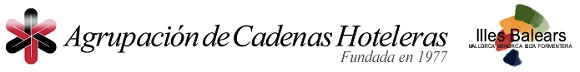 Agrupación de Cadenas Hoteleras
Fundada en 1977
Illes Balears
MALLORCA MENORCA IBIZA FORMENTERA